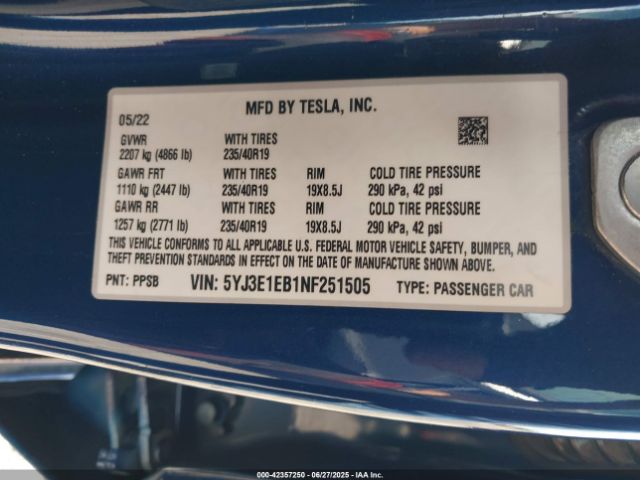 MFD BY TESLA, INC.
05/22
GVWR WITH TIRES
2207 kg (4866 lb) 235/40R19
GAWR FRT WITH TIRES RIM COLD TIRE PRESSURE
1110 kg (2447 lb) 235/40R19 19X8.5J 290 kPa, 42 psi
GAWR RR WITH TIRES RIM COLD TIRE PRESSURE
1257 kg (2771 lb) 235/40R19 19X8.5J 290 kPa, 42 psi
THIS VEHICLE CONFORMS TO ALL APPLICABLE U.S. FEDERAL MOTOR VEHICLE SAFETY, BUMPER, AND
THEFT PREVENTION STANDARDS IN EFFECT ON THE DATE OF MANUFACTURE SHOWN ABOVE.
PNT: PPSB VIN: 5YJ3E1EB1NF251505 TYPE: PASSENGER CAR
000-42357250 - 06/27/2025 - IAA Inc.